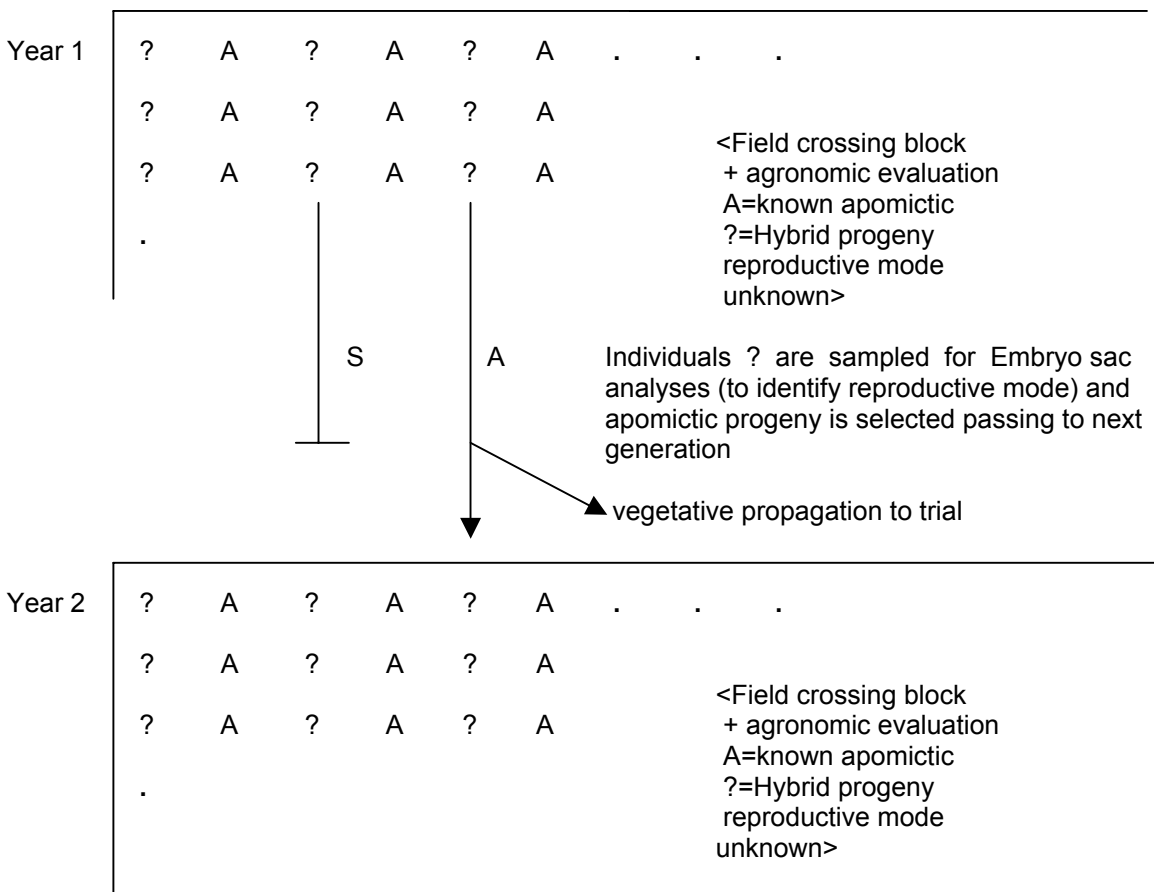 Year 1 ? A ? A ? A . . .
? A ? A ? A
? A ? A ? A
.
<Field crossing block
+ agronomic evaluation
A=known apomictic
?=Hybrid progeny
reproductive mode
unknown>
S A
Individuals ? are sampled for Embryo sac
analyses (to identify reproductive mode) and
apomictic progeny is selected passing to next
generation
vegetative propagation to trial
Year 2 ? A ? A ? A . . .
? A ? A ? A
? A ? A ? A
.
<Field crossing block
+ agronomic evaluation
A=known apomictic
?=Hybrid progeny
reproductive mode
unknown>